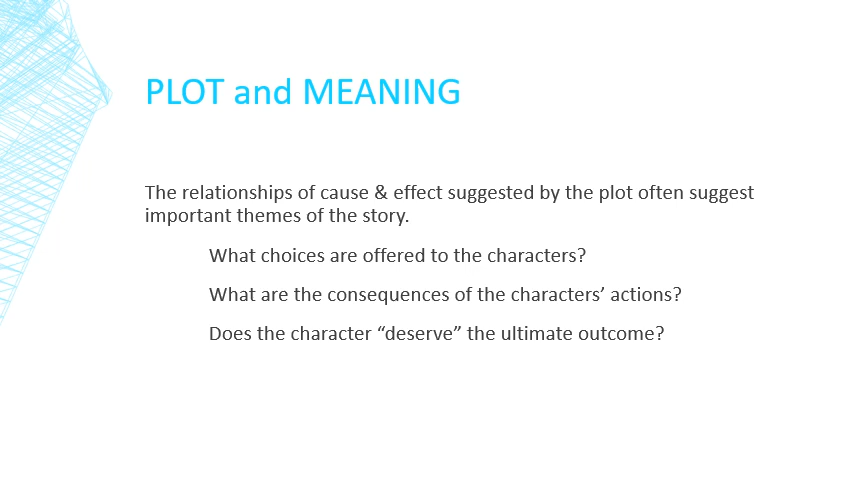 PLOT and MEANING
The relationships of cause & effect suggested by the plot often suggest
important themes of the story.
What choices are offered to the characters?
What are the consequences of the characters’ actions?
Does the character “deserve” the ultimate outcome?